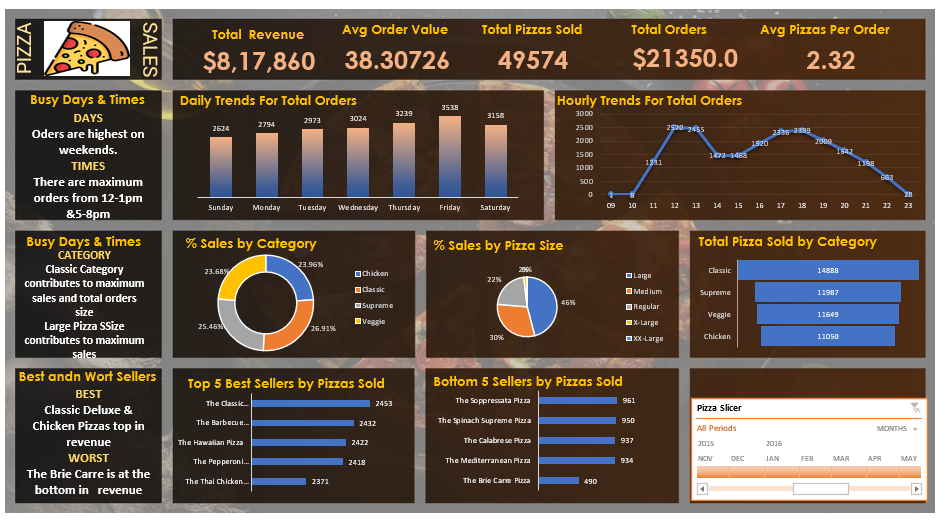 PIZZA
SALES
Total Revenue
$8,17,860
Avg Order Value
38.30726
Total Pizzas Sold
49574
Total Orders
$21350.0
Avg Pizzas Per Order
2.32
Busy Days & Times
DAYS
Oders are highest on
weekends.
TIMES
There are maximum
orders from 12-1pm
&5-8pm
Daily Trends For Total Orders
2624
2794
2973
3024
3239
3538
3158
Sunday
Monday
Tuesday
Wednesday
Thursday
Friday
Saturday
Hourly Trends For Total Orders
3000
2500
2000
1500
1000
500
0
1
8
1231
2520
2455
1472
1468
1920
2336
2399
2009
1642
1198
663
28
09
10
11
12
13
14
15
16
17
18
19
20
21
22
23
Busy Days & Times
CATEGORY
Classic Category
contributes to maximum
sales and total orders
size
Large Pizza SSize
contributes to maximum
sales
% Sales by Category
23.68%
23.96%
25.46%
26.91%
Chicken
Classic
Supreme
Veggie
% Sales by Pizza Size
2%
0%
22%
46%
30%
Large
Medium
Regular
X-Large
XX-Large
Total Pizza Sold by Category
Classic
14888
Supreme
11987
Veggie
11649
Chicken
11050
Best andn Wort Sellers
BEST
Classic Deluxe &
Chicken Pizzas top in
revenue
WORST
The Brie Carre is at the
bottom in revenue
Top 5 Best Sellers by Pizzas Sold
The Classic...
2453
The Barbecue...
2432
The Hawaiian Pizza
2422
The Pepperoni...
2418
The Thai Chicken...
2371
Bottom 5 Sellers by Pizzas Sold
The Soppressata Pizza
961
The Spinach Supreme Pizza
950
The Calabrese Pizza
937
The Mediterranean Pizza
934
The Brie Carre Pizza
490
Pizza Slicer
All Periods
MONTHS
2015
2016
NOV
DEC
JAN
FEB
MAR
APR
MAY